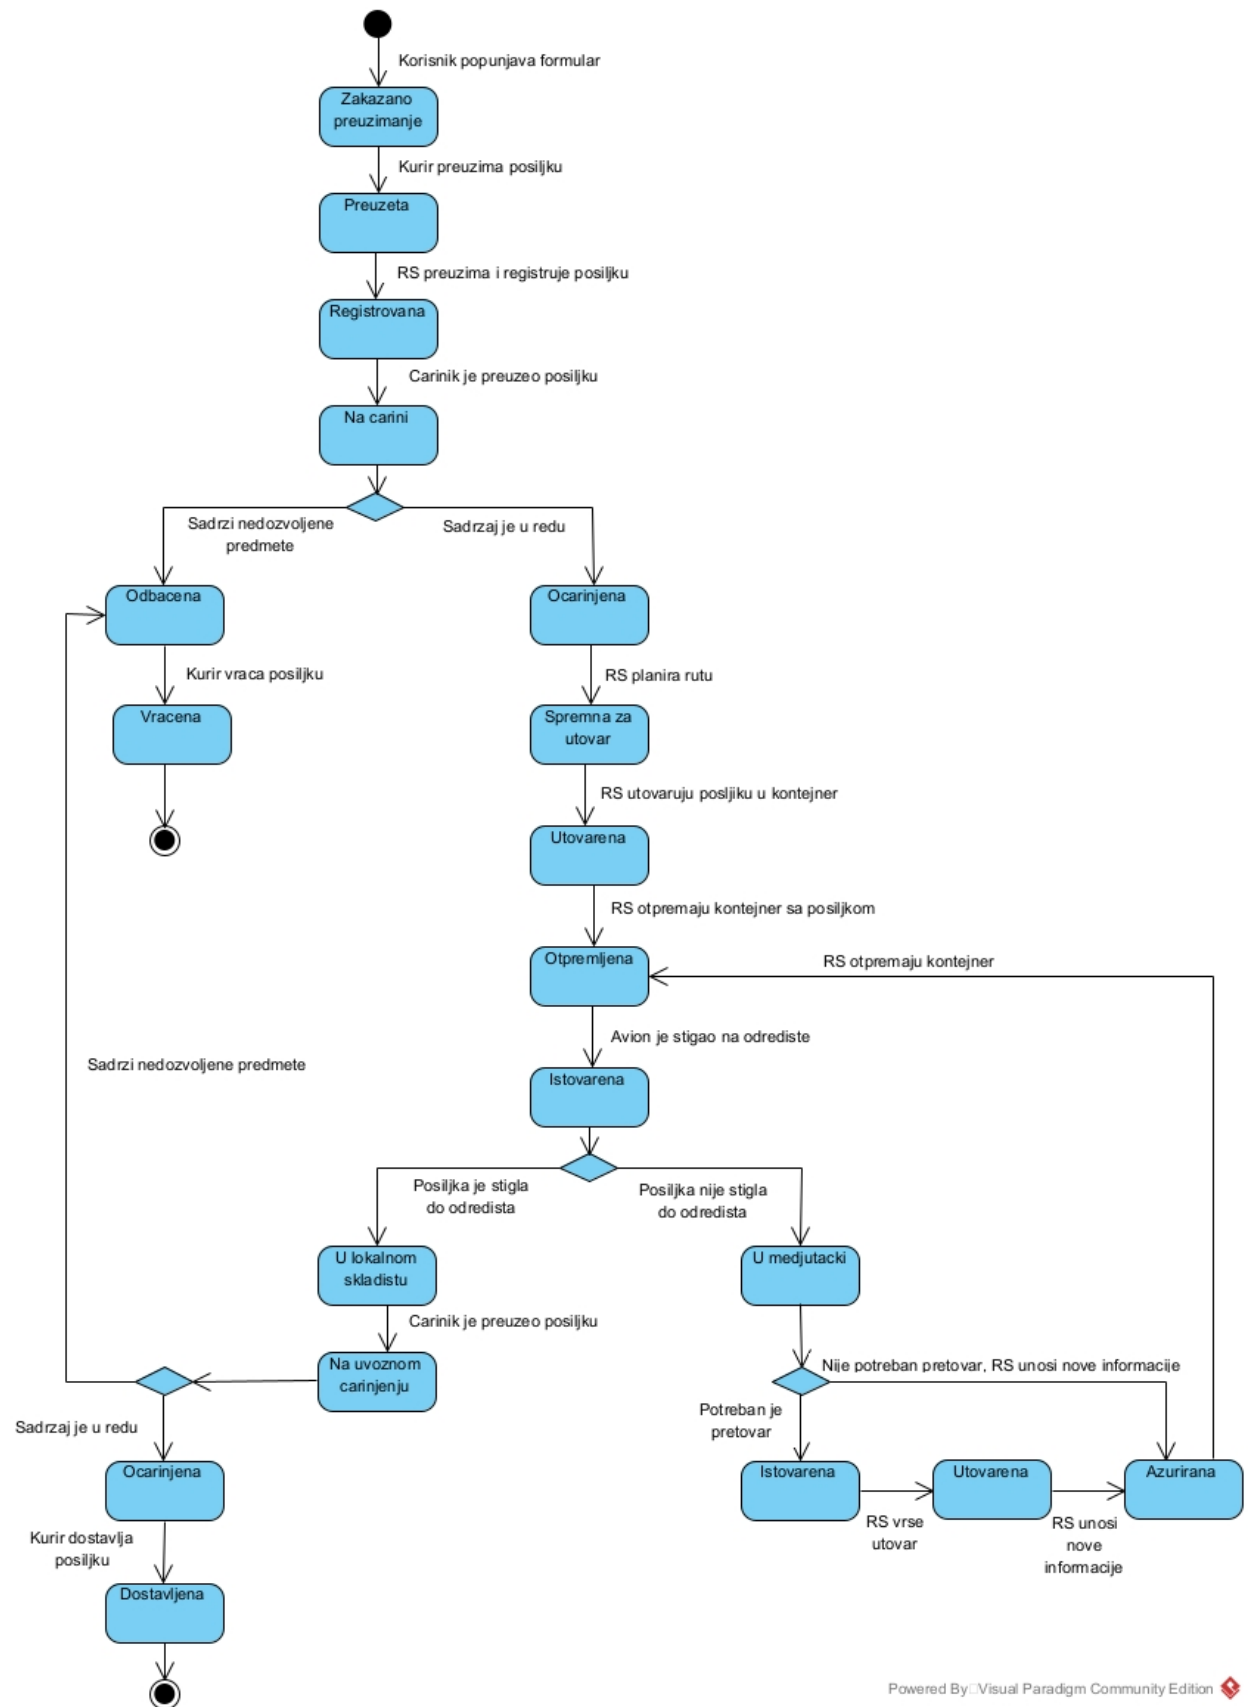 Korisnik popunjava formular
Zakazano
preuzimanje
Kurir preuzima posiljku
Preuzeta
RS preuzima i registruje posiljku
Registrovana
Carinik je preuzeo posiljku
Na carini
Sadrzi nedozvoljene
predmete
Sadrzaj je u redu
Odbacena
Ocarinjena
Kurir vraca posiljku
RS planira rutu
Vracena
Spremna za
utovar
RS utovaruju posljiku u kontejner
Utovarena
RS otpremaju kontejner sa posiljkom
Otpremljena
RS otpremaju kontejner
Avion je stigao na odrediste
Sadrzi nedozvoljene predmete
Istovarena
Posiljka je stigla
do odredista
Posiljka nije stigla
do odredista
U lokalnom
skladistu
U medjutacki
Carinik je preuzeo posiljku
Na uvoznom
carinjenju
Nije potreban pretovar, RS unosi nove informacije
Sadrzaj je u redu
Potreban je
pretovar
Ocarinjena
Istovarena
Utovarena
Azurirana
Kurir dostavlja
posiljku
RS vrse
utovar
RS unosi
nove
informacije
Dostavljena
Powered By Visual Paradigm Community Edition